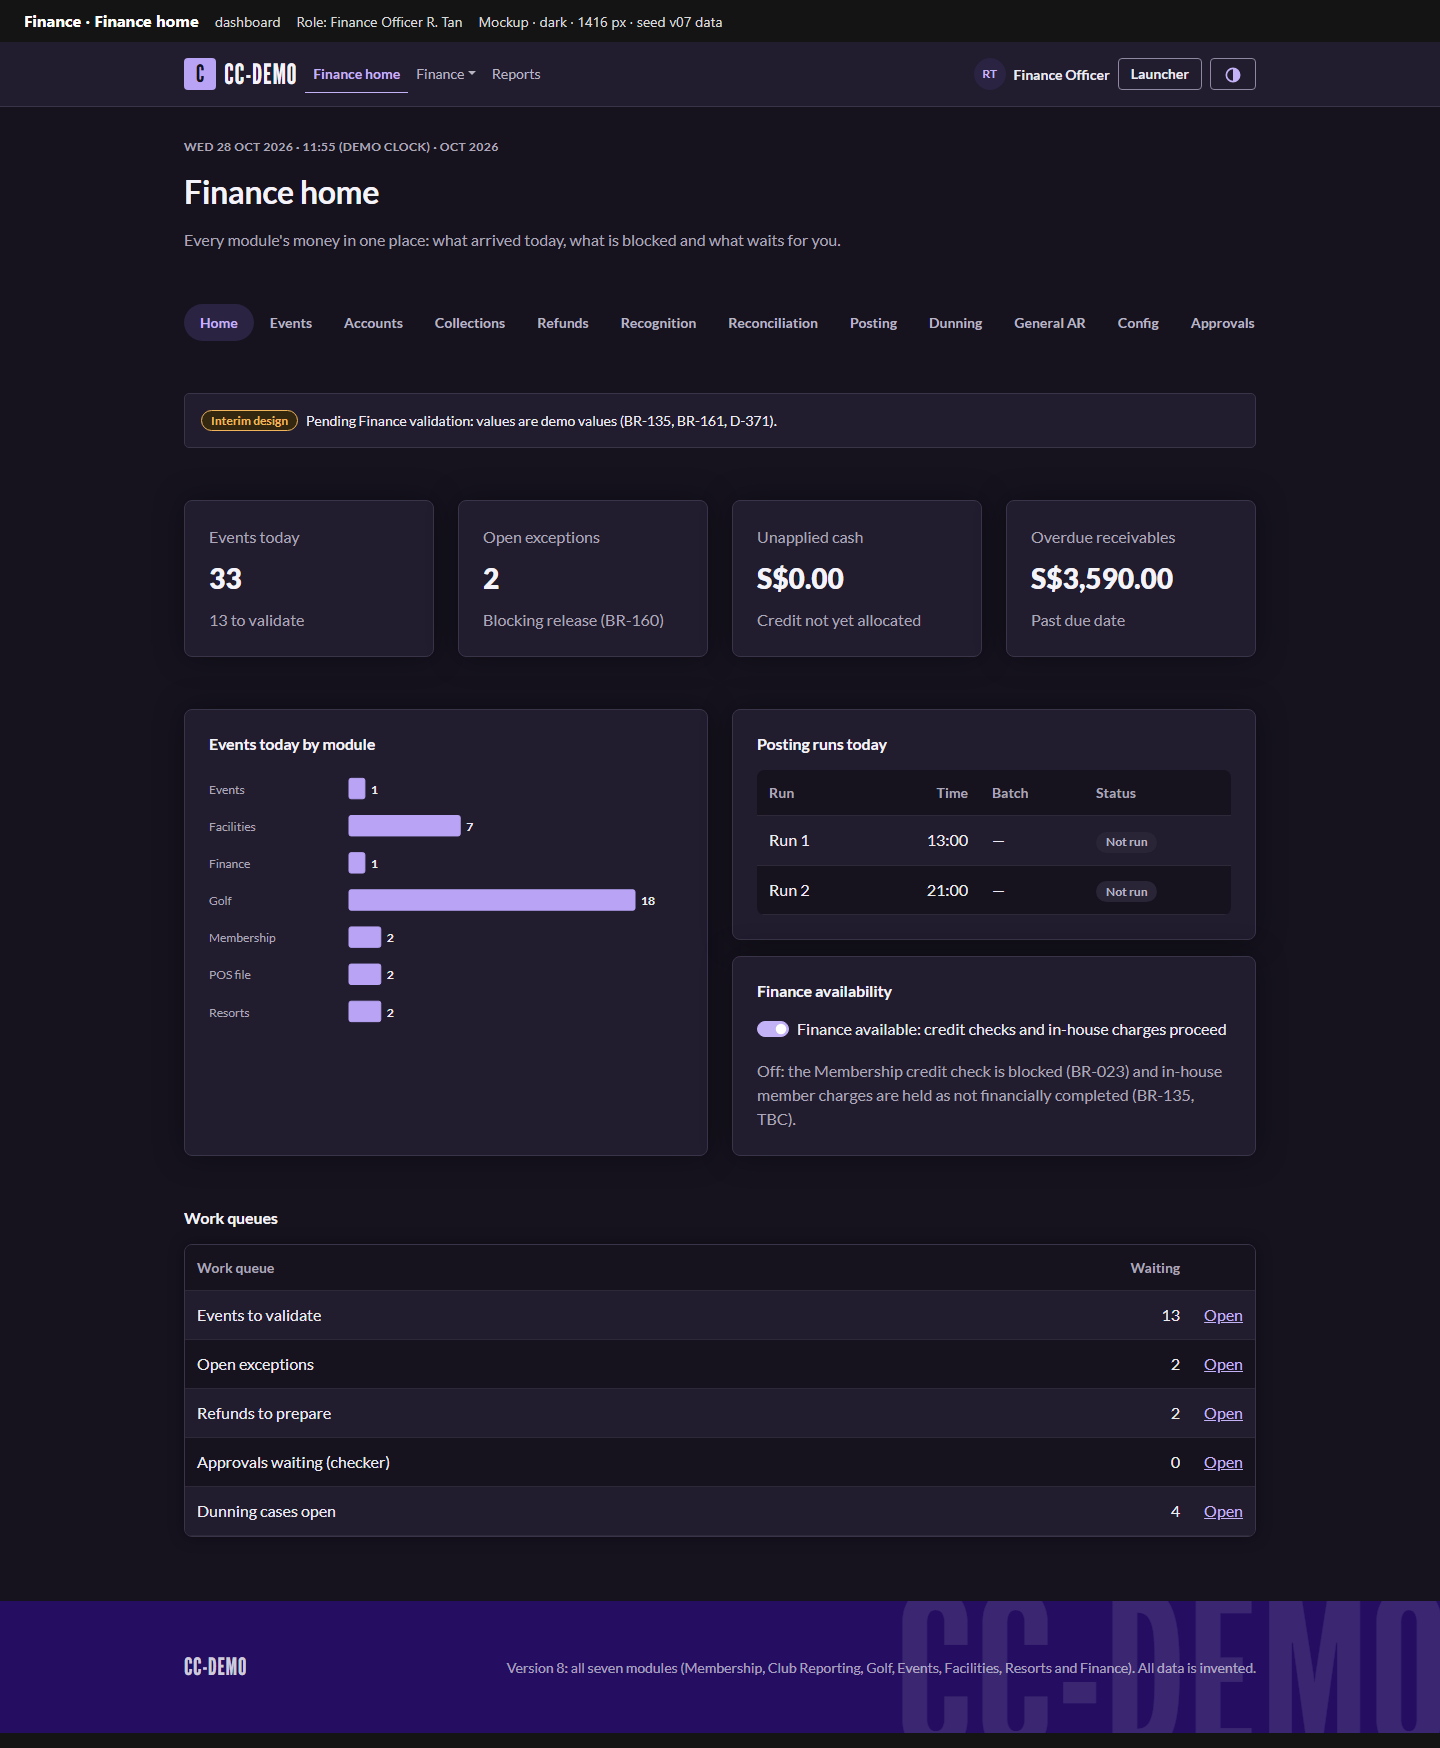 Finance · Finance home dashboard Role: Finance Officer R. Tan Mockup · dark · 1416 px · seed v07 data
C CC-DEMO Finance home Finance Reports RT Finance Officer Launcher
WED 28 OCT 2026 · 11:55 (DEMO CLOCK) · OCT 2026
Finance home
Every module's money in one place: what arrived today, what is blocked and what waits for you.
Home Events Accounts Collections Refunds Recognition Reconciliation Posting Dunning General AR Config Approvals
Interim design Pending Finance validation: values are demo values (BR-135, BR-161, D-371).
Events today
33
13 to validate
Open exceptions
2
Blocking release (BR-160)
Unapplied cash
S$0.00
Credit not yet allocated
Overdue receivables
S$3,590.00
Past due date
Events today by module
Events 1
Facilities 7
Finance 1
Golf 18
Membership 2
POS file 2
Resorts 2
Posting runs today
Run Time Batch Status
Run 1 13:00 — Not run
Run 2 21:00 — Not run
Finance availability
Finance available: credit checks and in-house charges proceed
Off: the Membership credit check is blocked (BR-023) and in-house
member charges are held as not financially completed (BR-135,
TBC).
Work queues
Work queue Waiting
Events to validate 13 Open
Open exceptions 2 Open
Refunds to prepare 2 Open
Approvals waiting (checker) 0 Open
Dunning cases open 4 Open
CC-DEMO
CC-DEMO
Version 8: all seven modules (Membership, Club Reporting, Golf, Events, Facilities, Resorts and Finance). All data is invented.